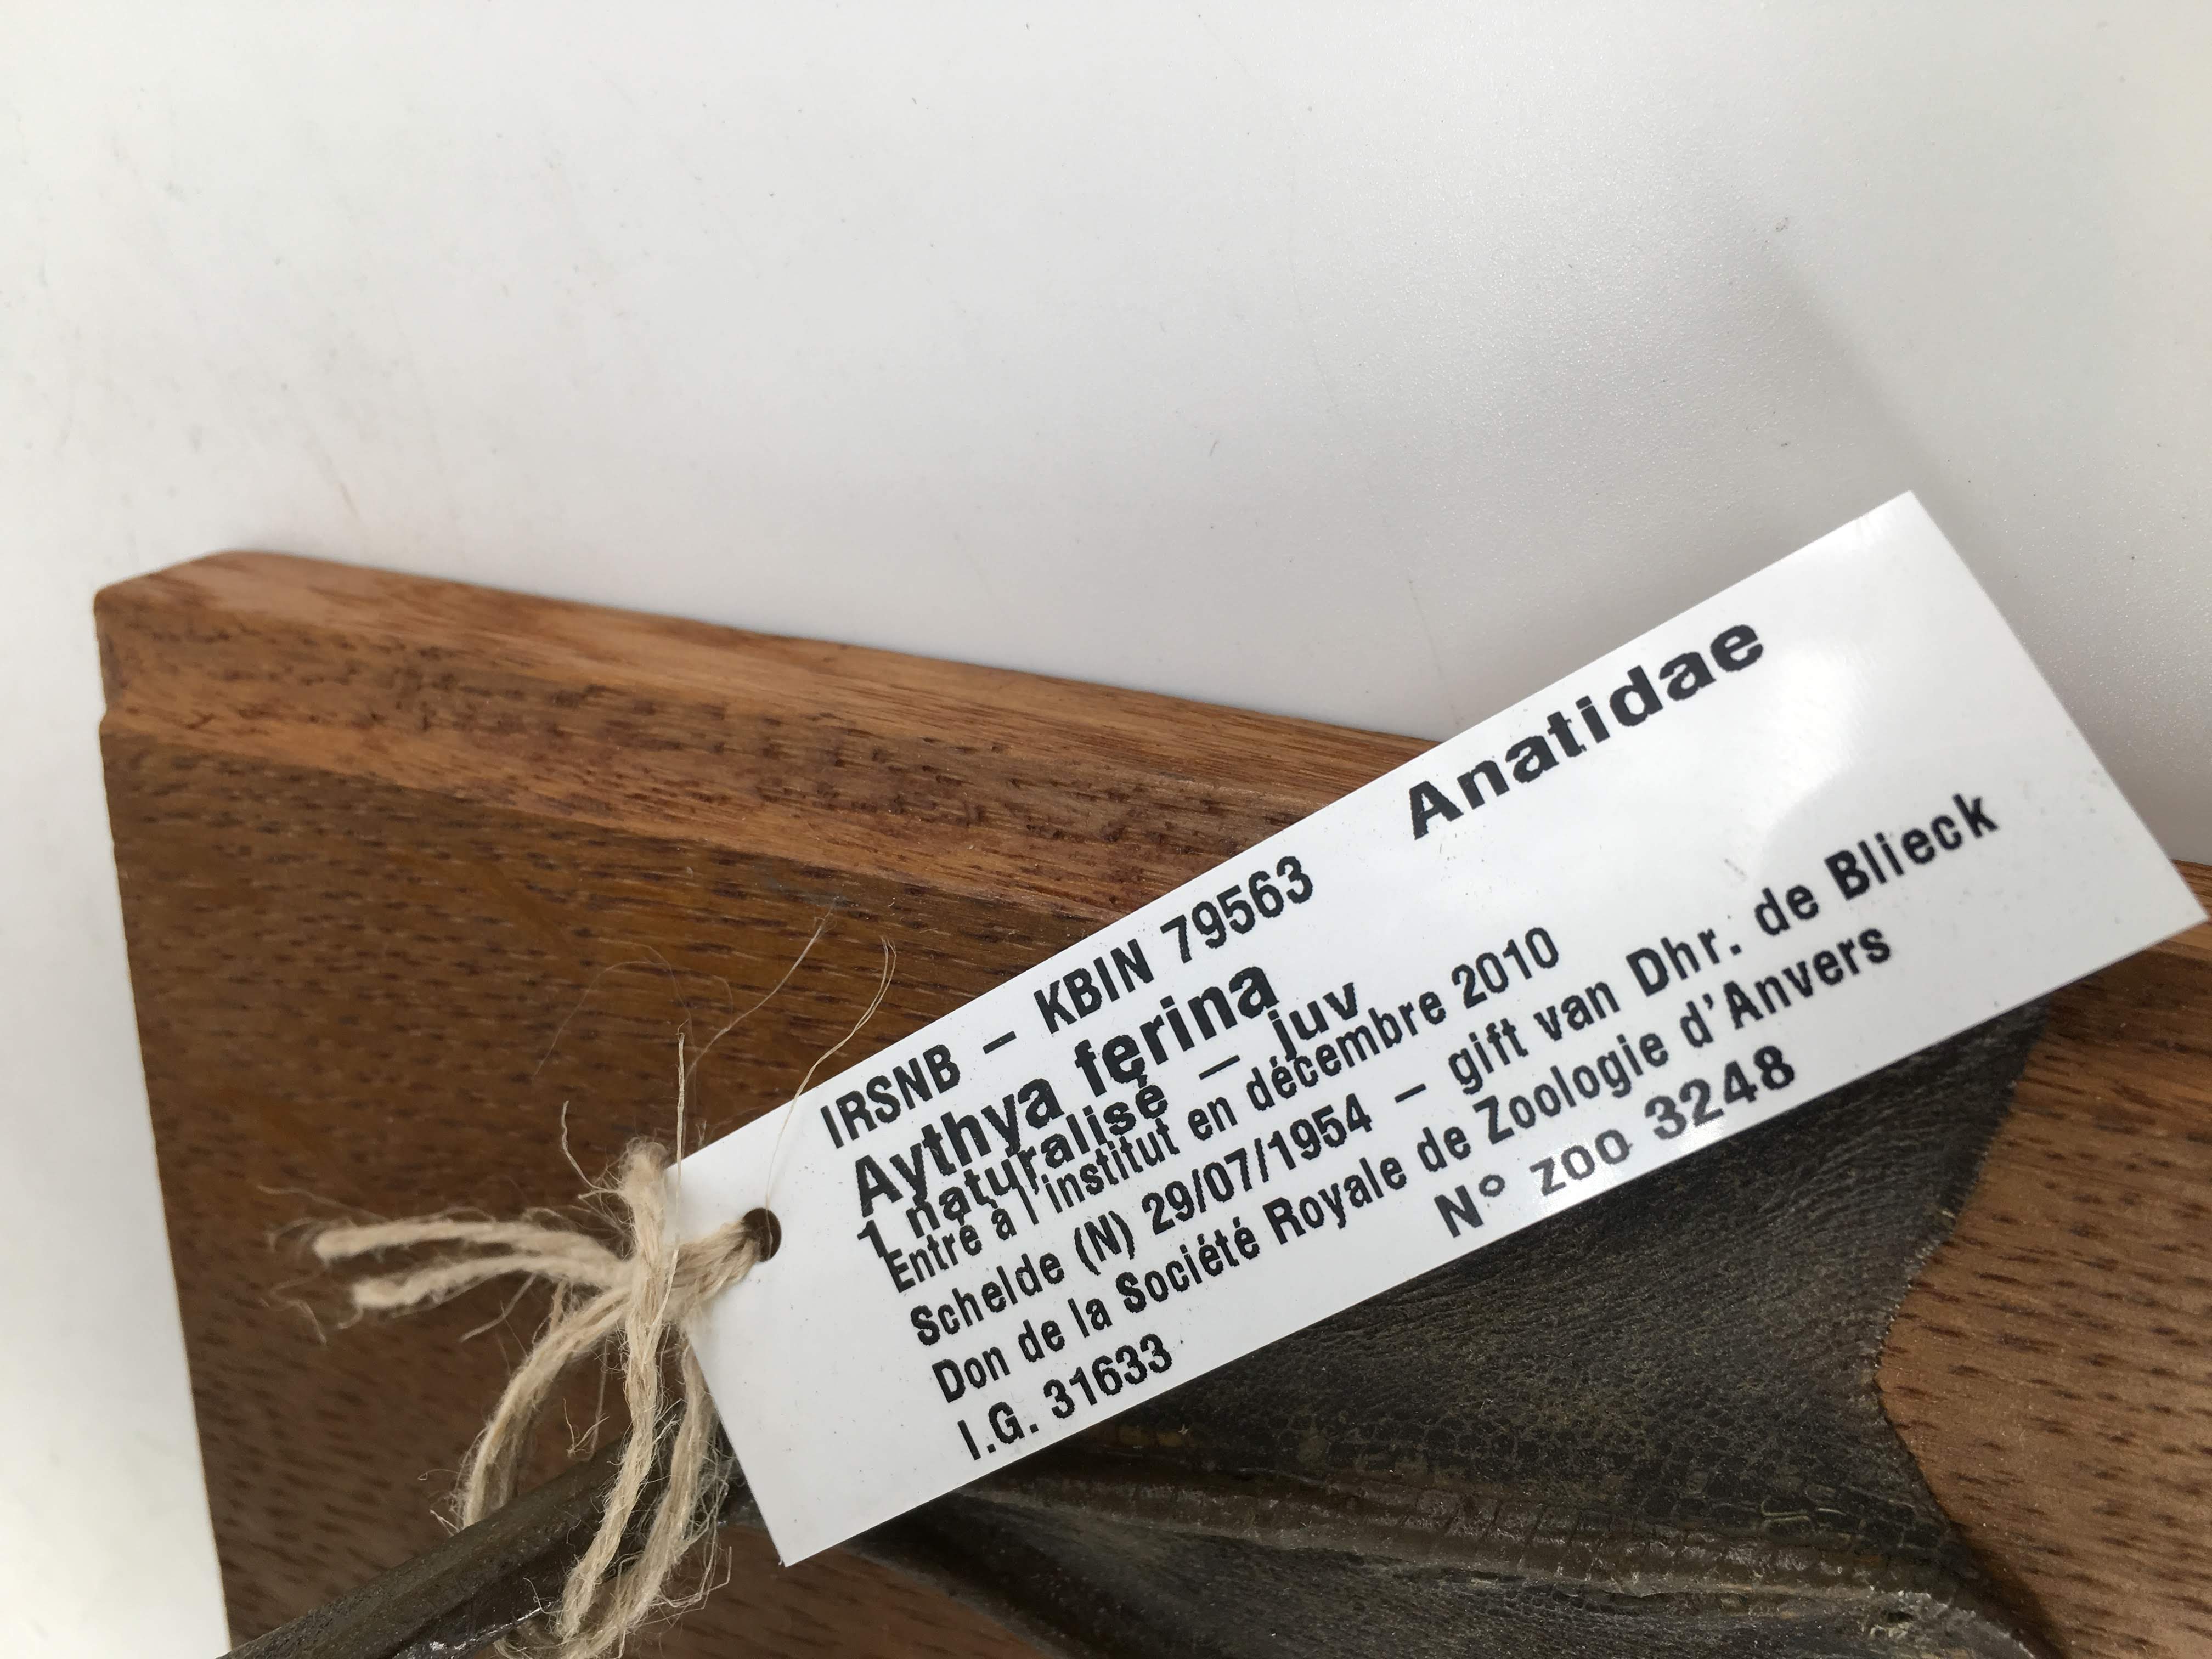 IRSNB – KBIN 79563 Anatidae
Aythya ferina
1 naturalisé – juv
Entré à l'institut en décembre 2010
Schelde (N) 29/07/1954 – gift van Dhr. de Blieck
Don de la Société Royale de Zoologie d'Anvers
I.G. 31633 N° zoo 3248